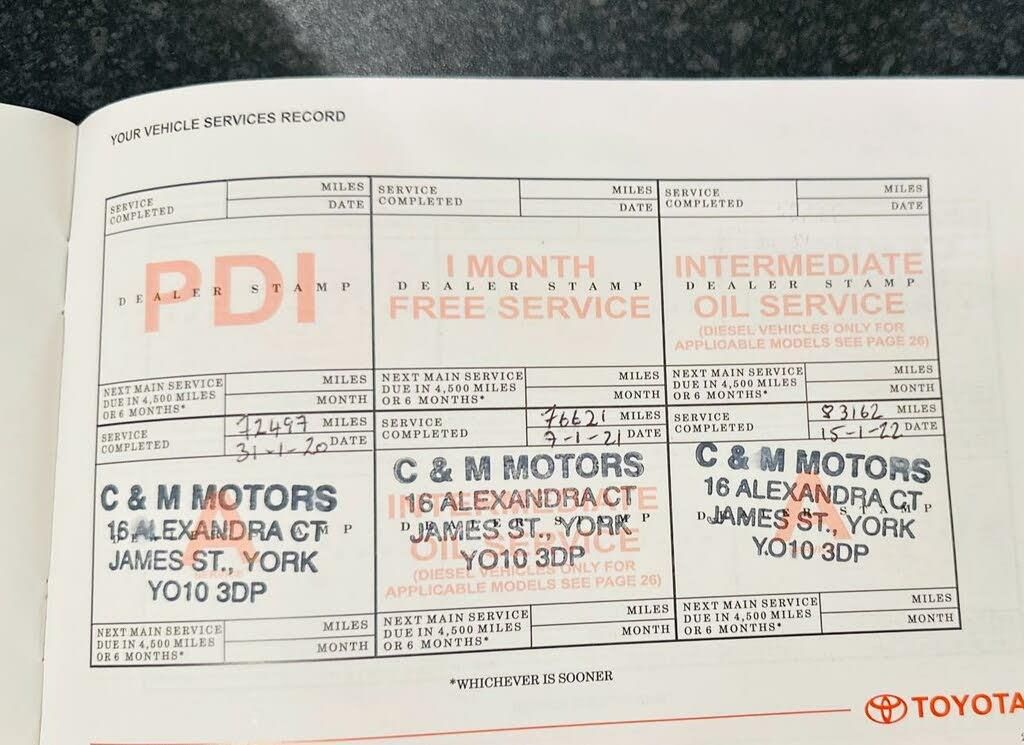 YOUR VEHICLE SERVICES RECORD
SERVICE COMPLETED
MILES
DATE
PDI
DEALER STAMP
NEXT MAIN SERVICE
DUE IN 4,500 MILES
OR 6 MONTHS*
MILES
MONTH
SERVICE COMPLETED
MILES
DATE
1 MONTH
DEALER STAMP
FREE SERVICE
NEXT MAIN SERVICE
DUE IN 4,500 MILES
OR 6 MONTHS*
MILES
MONTH
SERVICE COMPLETED
MILES
DATE
INTERMEDIATE
DEALER STAMP
OIL SERVICE
(DIESEL VEHICLES ONLY FOR
APPLICABLE MODELS SEE PAGE 26)
NEXT MAIN SERVICE
DUE IN 4,500 MILES
OR 6 MONTHS*
MILES
MONTH
SERVICE COMPLETED
72497 MILES
31-1-20 DATE
C & M MOTORS
16 ALEXANDRA CT
JAMES ST., YORK
YO10 3DP
A
NEXT MAIN SERVICE
DUE IN 4,500 MILES
OR 6 MONTHS*
MILES
MONTH
SERVICE COMPLETED
76621 MILES
7-1-21 DATE
C & M MOTORS
16 ALEXANDRA CT
JAMES ST., YORK
YO10 3DP
INTERMEDIATE
DEALER STAMP
OIL SERVICE
(DIESEL VEHICLES ONLY FOR
APPLICABLE MODELS SEE PAGE 26)
NEXT MAIN SERVICE
DUE IN 4,500 MILES
OR 6 MONTHS*
MILES
MONTH
SERVICE COMPLETED
83162 MILES
15-1-22 DATE
C & M MOTORS
16 ALEXANDRA CT,
JAMES ST., YORK
YO10 3DP
A
NEXT MAIN SERVICE
DUE IN 4,500 MILES
OR 6 MONTHS*
MILES
MONTH
*WHICHEVER IS SOONER
TOYOTA